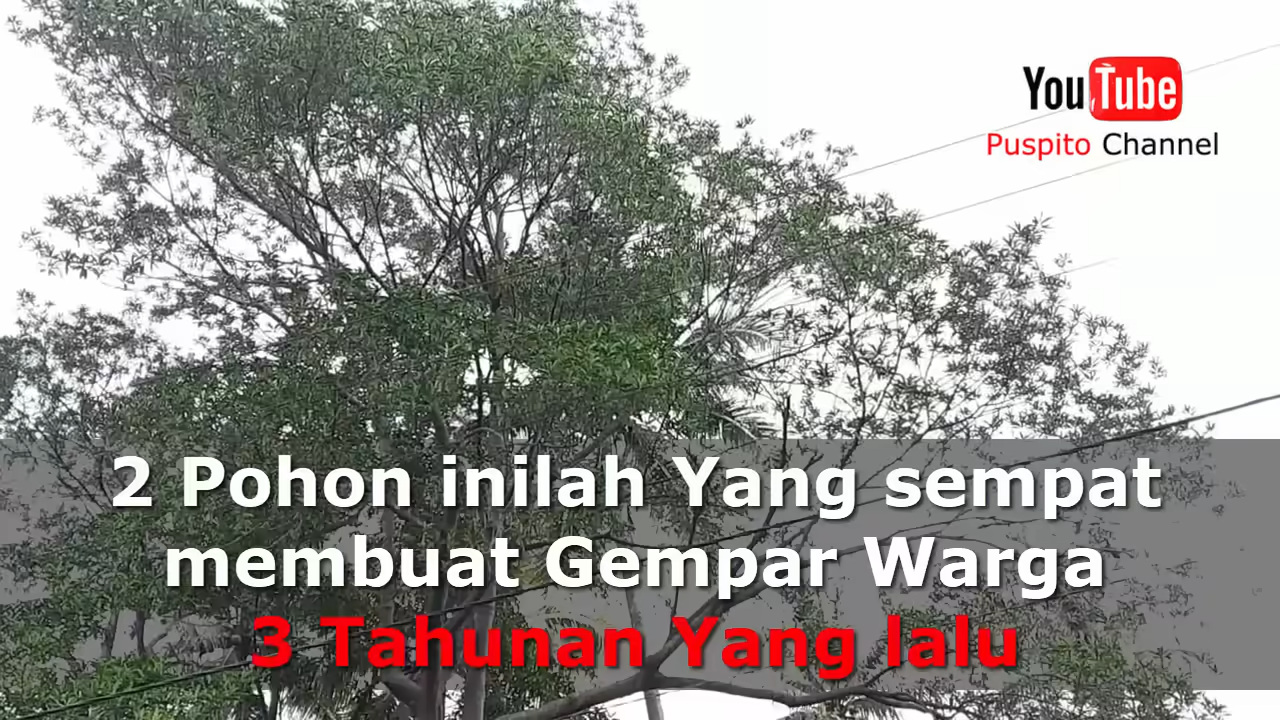 YouTube
Puspito Channel
2 Pohon inilah Yang sempat
membuat Gempar Warga
3 Tahunan Yang lalu